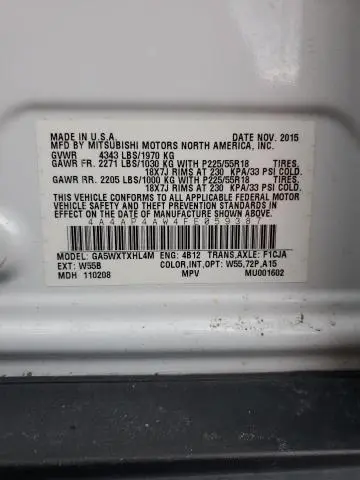 MADE IN U.S.A. DATE NOV. 2015
MFD BY MITSUBISHI MOTORS NORTH AMERICA, INC.
GVWR 4343 LBS/1970 KG
GAWR FR. 2271 LBS/1030 KG WITH P225/55R18 TIRES,
18X7J RIMS AT 230 KPA/33 PSI COLD
GAWR RR. 2205 LBS/1000 KG WITH P225/55R18 TIRES,
18X7J RIMS AT 230 KPA/33 PSI COLD
THIS VEHICLE CONFORMS TO ALL APPLICABLE FEDERAL MOTOR
VEHICLE SAFETY STANDARDS IN EFFECT ON THE DATE OF
MANUFACTURE SHOWN ABOVE.
4A4AP4AW4FE059387
MODEL: GA5WXTXHL4M ENG: 4B12 TRANS,AXLE: F1CJA
EXT: W55B COLOR,INT,OPT: W55,72P,A15
MDH 110208 MPV MU001602